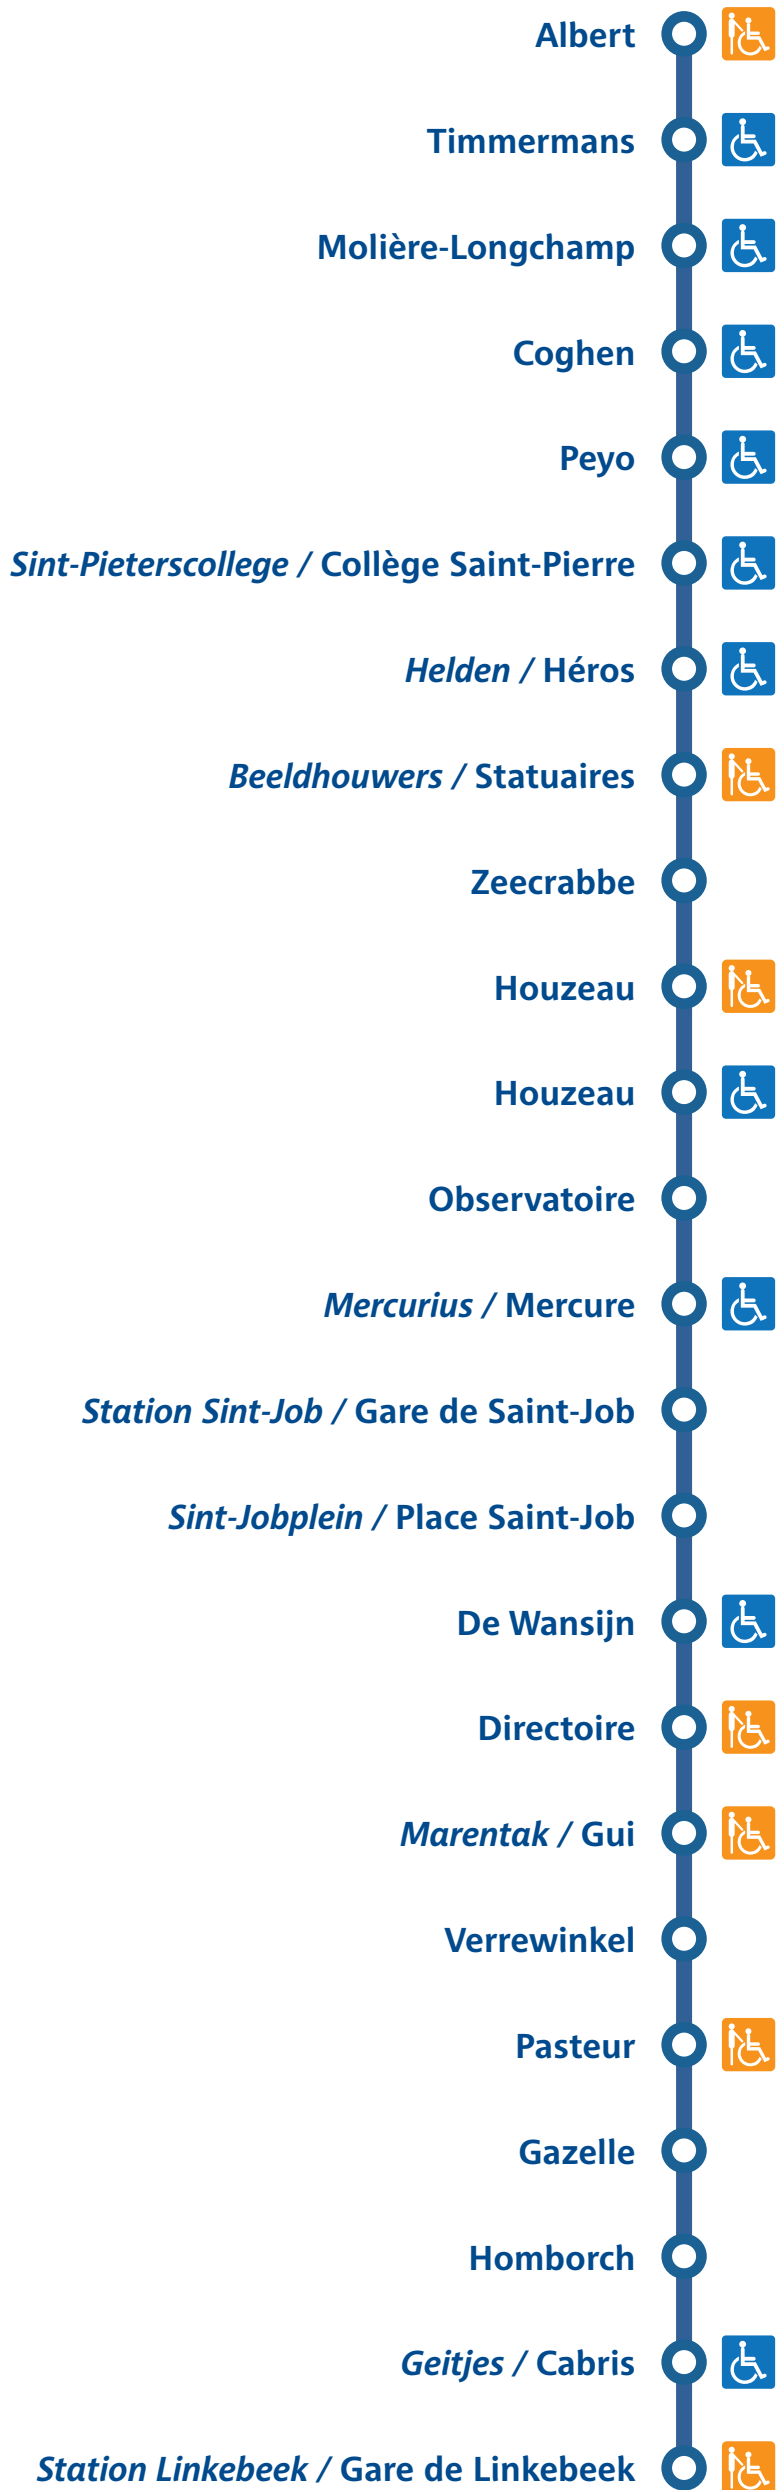 Albert
Timmermans
Molière-Longchamp
Coghen
Peyo
Sint-Pieterscollege / Collège Saint-Pierre
Helden / Héros
Beeldhouwers / Statuaires
Zeecrabbe
Houzeau
Houzeau
Observatoire
Mercurius / Mercure
Station Sint-Job / Gare de Saint-Job
Sint-Jobplein / Place Saint-Job
De Wansijn
Directoire
Marentak / Gui
Verrewinkel
Pasteur
Gazelle
Homborch
Geitjes / Cabris
Station Linkebeek / Gare de Linkebeek